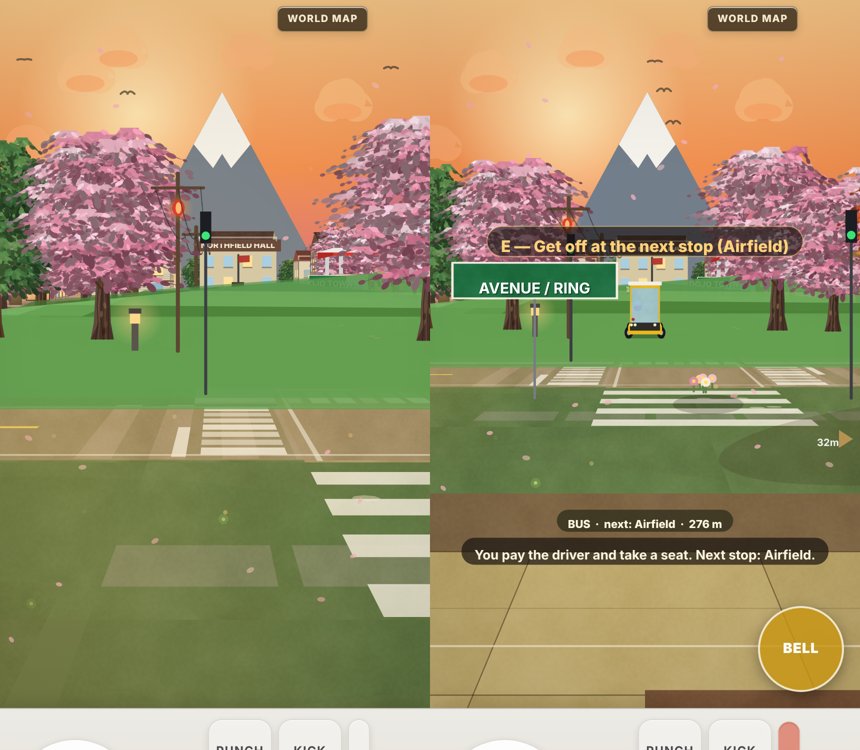 WORLD MAP
NORTHFIELD HALL
PUNCH
KICK
WORLD MAP
E — Get off at the next stop (Airfield)
AVENUE / RING
32m
BUS · next: Airfield · 276 m
You pay the driver and take a seat. Next stop: Airfield.
BELL
PUNCH
KICK